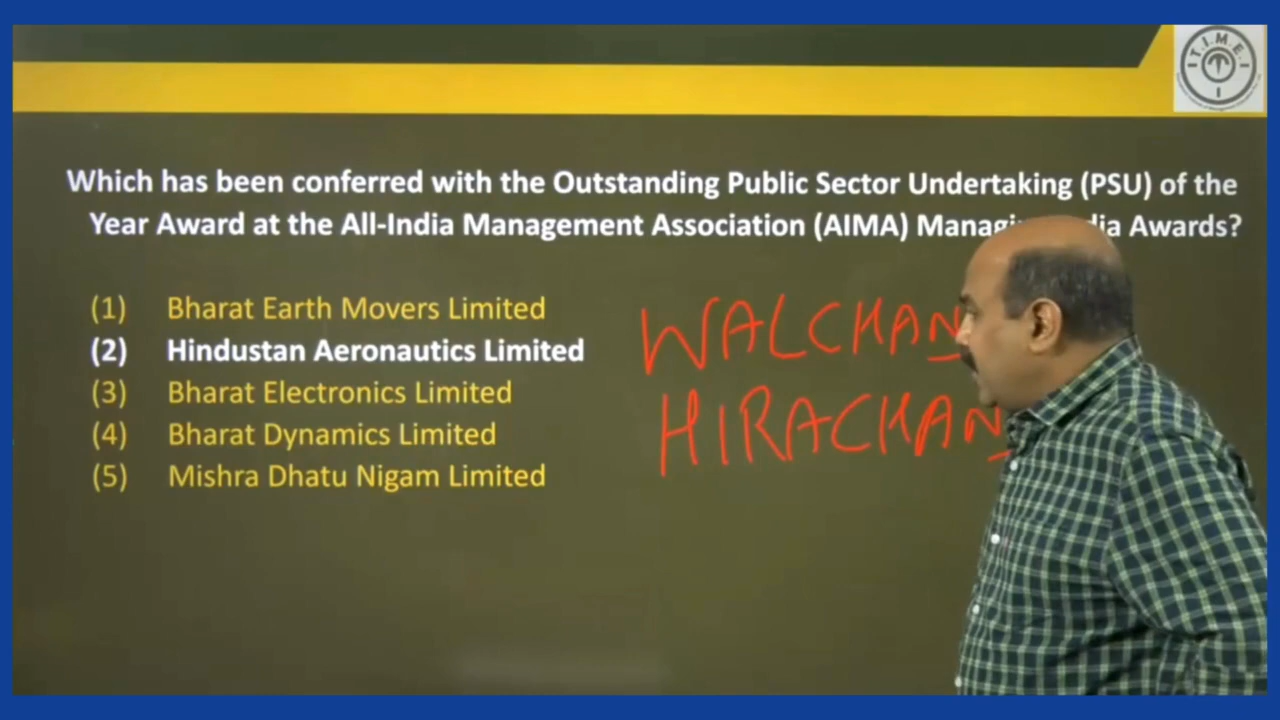 T.I.M.E.
Which has been conferred with the Outstanding Public Sector Undertaking (PSU) of the
Year Award at the All-India Management Association (AIMA) Awards?
(1) Bharat Earth Movers Limited
(2) Hindustan Aeronautics Limited
(3) Bharat Electronics Limited
(4) Bharat Dynamics Limited
(5) Mishra Dhatu Nigam Limited
WALCHAN
HIRACHAN